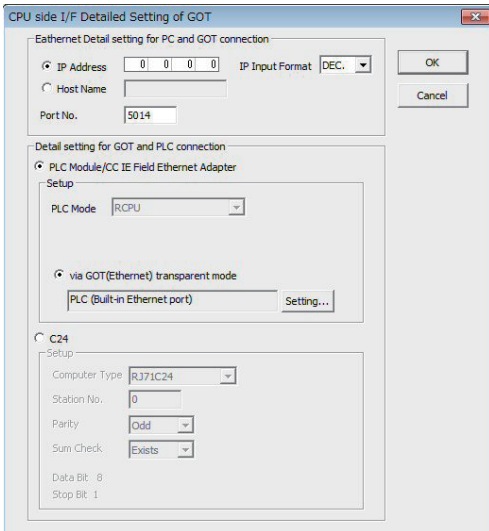 CPU side I/F Detailed Setting of GOT
Eathernet Detail setting for PC and GOT connection
IP Address 0 0 0 0 IP Input Format DEC.
Host Name
Port No. 5014
OK
Cancel
Detail setting for GOT and PLC connection
PLC Module/CC IE Field Ethernet Adapter
Setup
PLC Mode RCPU
via GOT(Ethernet) transparent mode
PLC (Built-in Ethernet port) Setting...
C24
Setup
Computer Type RJ71C24
Station No. 0
Parity Odd
Sum Check Exists
Data Bit 8
Stop Bit 1